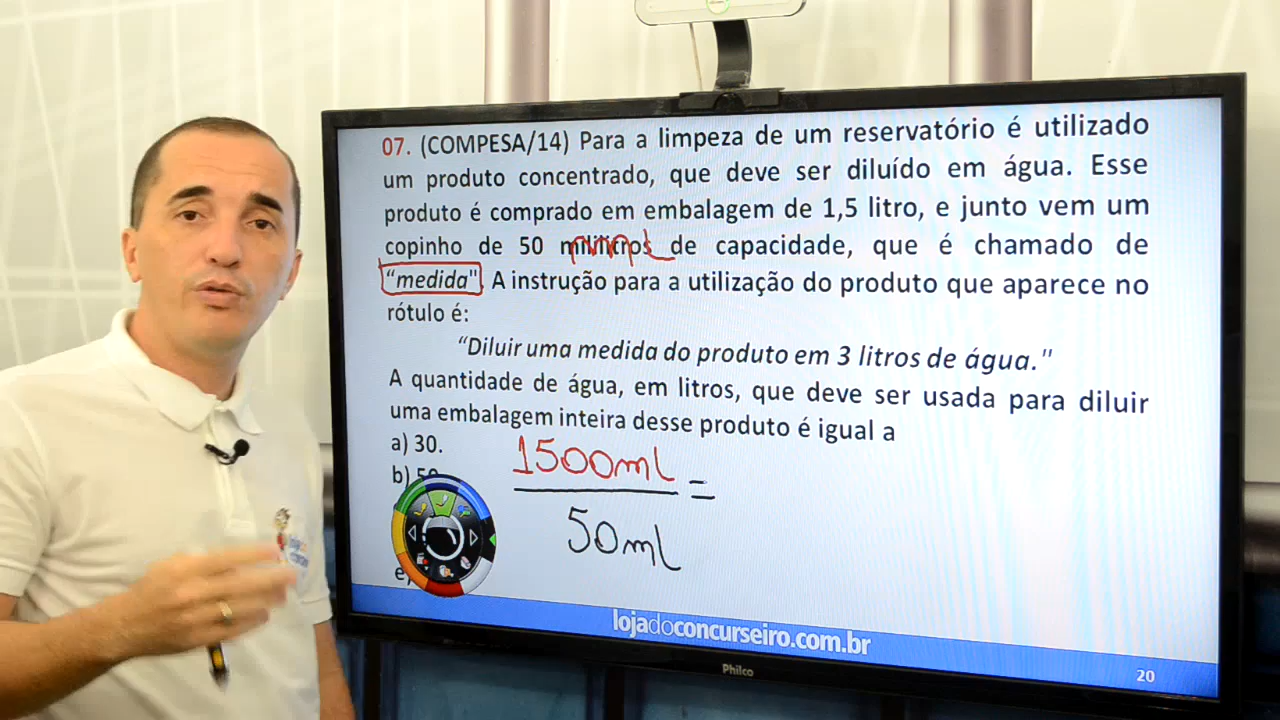 07. (COMPESA/14) Para a limpeza de um reservatório é utilizado
um produto concentrado, que deve ser diluído em água. Esse
produto é comprado em embalagem de 1,5 litro, e junto vem um
copinho de 50 mililitros de capacidade, que é chamado de
“medida". A instrução para a utilização do produto que aparece no
rótulo é:
“Diluir uma medida do produto em 3 litros de água."
A quantidade de água, em litros, que deve ser usada para diluir
uma embalagem inteira desse produto é igual a
a) 30.
b) 50
e)
1500ml
=
50ml
lojadoconcurseiro.com.br
Philco
20